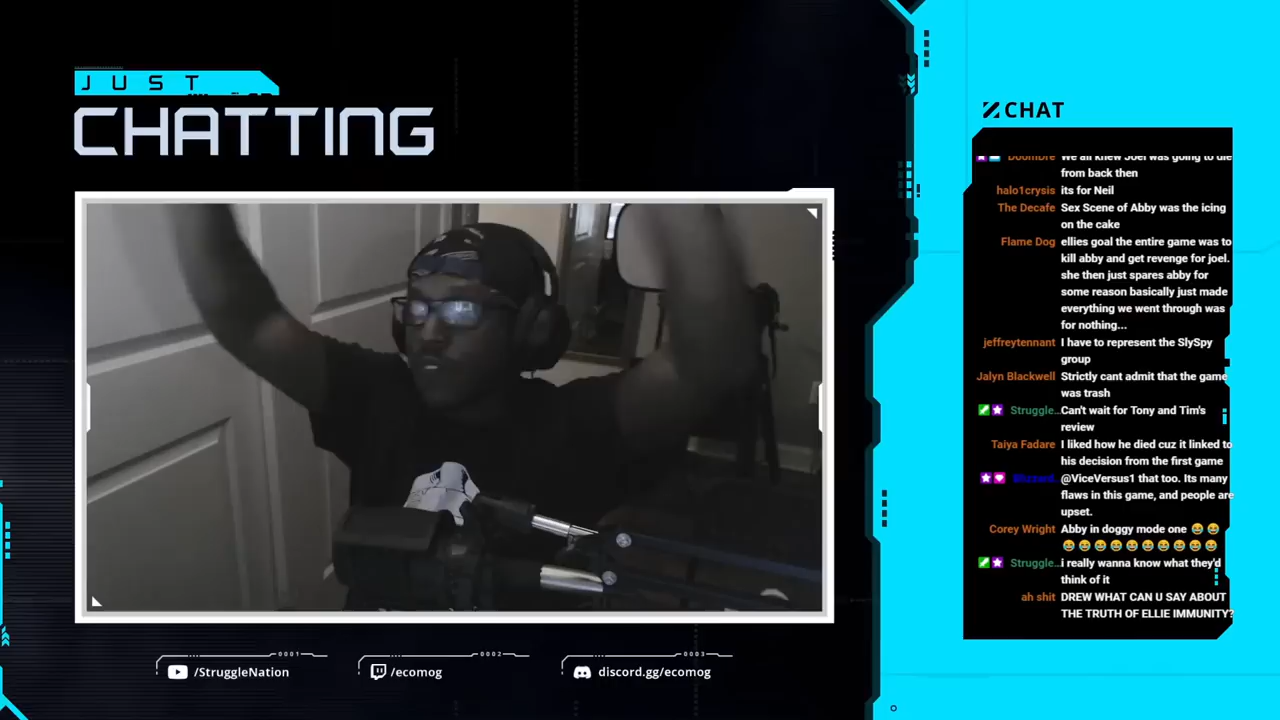 JUST
CHATTING
CHAT
DoomDre We all knew Joel was going to die
from back then
halo1crysis its for Neil
The Decafe Sex Scene of Abby was the icing
on the cake
Flame Dog ellies goal the entire game was to
kill abby and get revenge for joel.
she then just spares abby for
some reason basically just made
everything we went through was
for nothing...
jeffreytennant I have to represent the SlySpy
group
Jalyn Blackwell Strictly cant admit that the game
was trash
Struggle... Can't wait for Tony and Tim's
review
Taiya Fadare I liked how he died cuz it linked to
his decision from the first game
@ViceVersus1 that too. Its many
flaws in this game, and people are
upset.
Corey Wright Abby in doggy mode one 😂 😂
😂 😂 😂 😂 😂 😂 😂 😂 😂 😂
Struggle... i really wanna know what they'd
think of it
ah shit DREW WHAT CAN U SAY ABOUT
THE TRUTH OF ELLIE IMMUNITY?
0001
/StruggleNation
0002
/ecomog
0003
discord.gg/ecomog